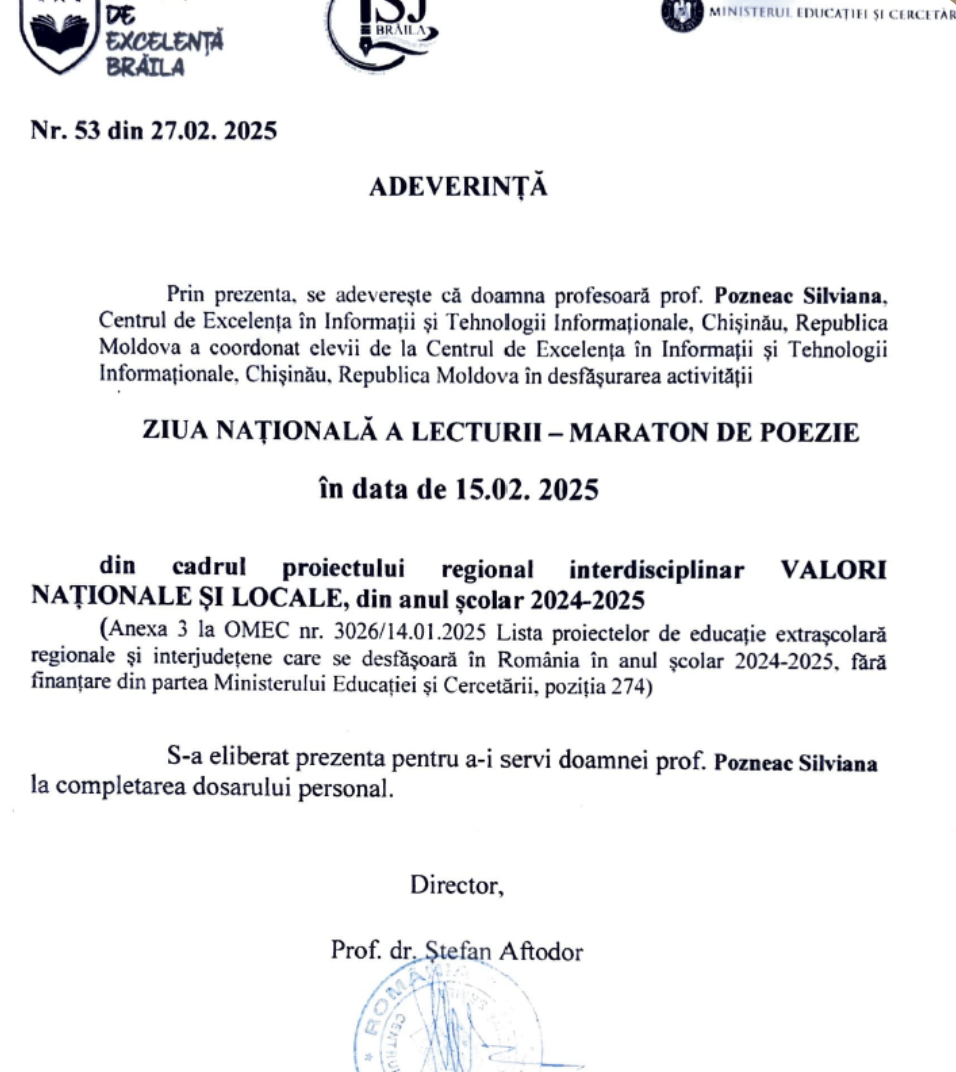 DE
EXCELENȚĂ
BRĂILA
ISJ
BRĂILA
MINISTERUL EDUCAȚIEI ȘI CERCETĂR
Nr. 53 din 27.02. 2025
ADEVERINȚĂ
Prin prezenta, se adeverește că doamna profesoară prof. Pozneac Silviana,
Centrul de Excelența în Informații și Tehnologii Informaționale, Chișinău, Republica
Moldova a coordonat elevii de la Centrul de Excelența în Informații și Tehnologii
Informaționale, Chișinău, Republica Moldova în desfășurarea activității
ZIUA NAȚIONALĂ A LECTURII – MARATON DE POEZIE
în data de 15.02. 2025
din cadrul proiectului regional interdisciplinar VALORI
NAȚIONALE ȘI LOCALE, din anul școlar 2024-2025
(Anexa 3 la OMEC nr. 3026/14.01.2025 Lista proiectelor de educație extrașcolară
regionale și interjudețene care se desfășoară în România în anul școlar 2024-2025, fără
finanțare din partea Ministerului Educației și Cercetării, poziția 274)
S-a eliberat prezenta pentru a-i servi doamnei prof. Pozneac Silviana
la completarea dosarului personal.
Director,
Prof. dr. Ștefan Aftodor
ROMÂNIA